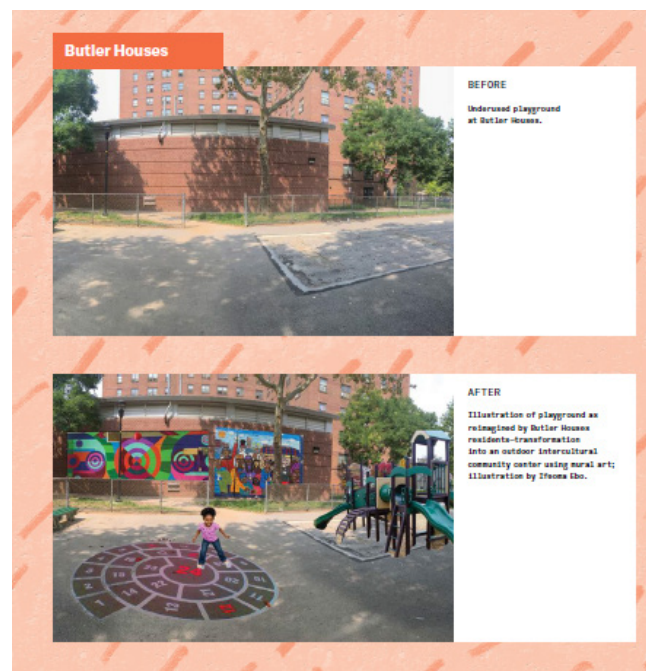 Butler Houses
BEFORE
Underused playground
at Butler Houses.
AFTER
Illustration of playground as
reimagined by Butler Houses
residents—transformation
into an outdoor intercultural
community center using mural art;
illustration by Ifeoma Ebo.